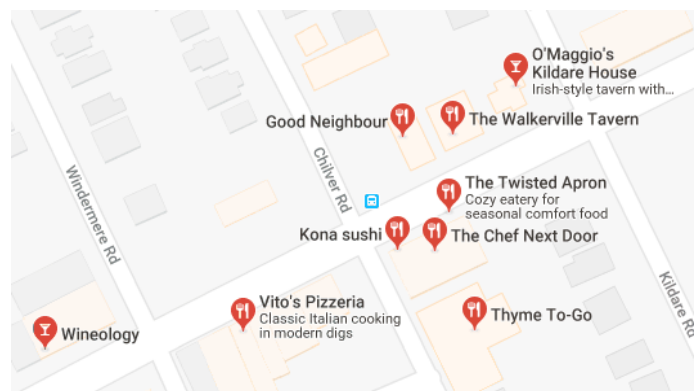 O'Maggio's
Kildare House
Irish-style tavern with…
Good Neighbour
The Walkerville Tavern
Windermere Rd
Chilver Rd
The Twisted Apron
Cozy eatery for
seasonal comfort food
Kona sushi
The Chef Next Door
Kildare Rd
Vito's Pizzeria
Classic Italian cooking
in modern digs
Thyme To-Go
Wineology